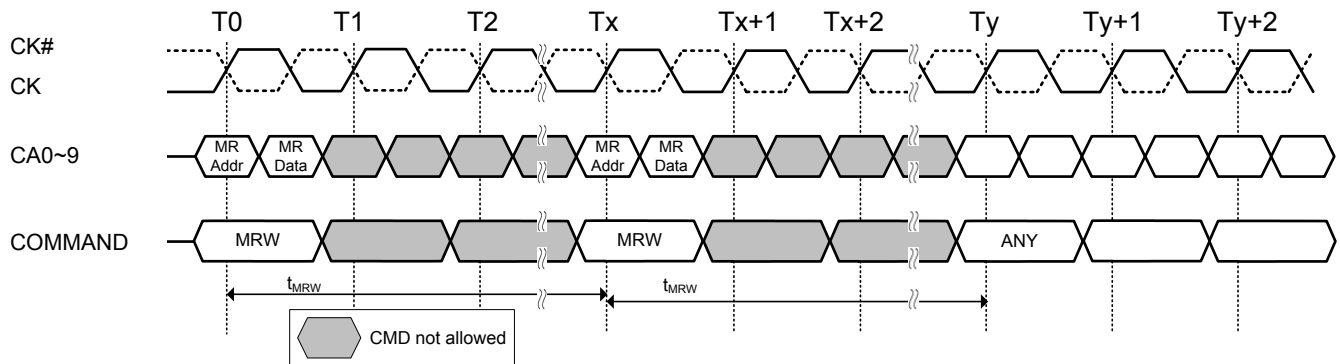 T0 T1 T2 Tx Tx+1 Tx+2 Ty Ty+1 Ty+2
CK#
CK
CA0~9 MR Addr MR Data MR Addr MR Data
COMMAND MRW MRW ANY
tMRW tMRW
CMD not allowed